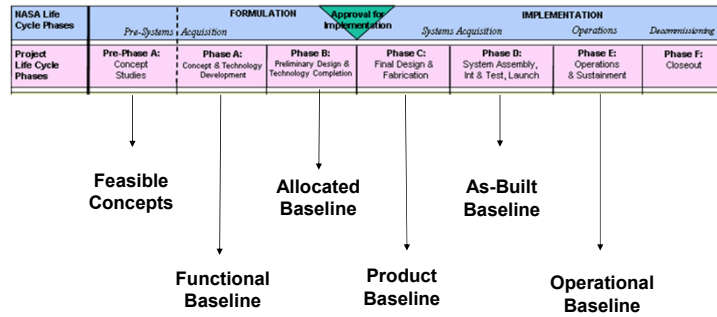 NASA Life
Cycle Phases
FORMULATION
Approval for
Implementation
IMPLEMENTATION
Pre-Systems Acquisition
Systems Acquisition
Operations
Decommissioning
Project
Life Cycle
Phases
Pre-Phase A:
Concept
Studies
Phase A:
Concept & Technology
Development
Phase B:
Preliminary Design &
Technology Completion
Phase C:
Final Design &
Fabrication
Phase D:
System Assembly,
Int & Test, Launch
Phase E:
Operations
& Sustainment
Phase F:
Closeout
Feasible
Concepts
Allocated
Baseline
As-Built
Baseline
Functional
Baseline
Product
Baseline
Operational
Baseline